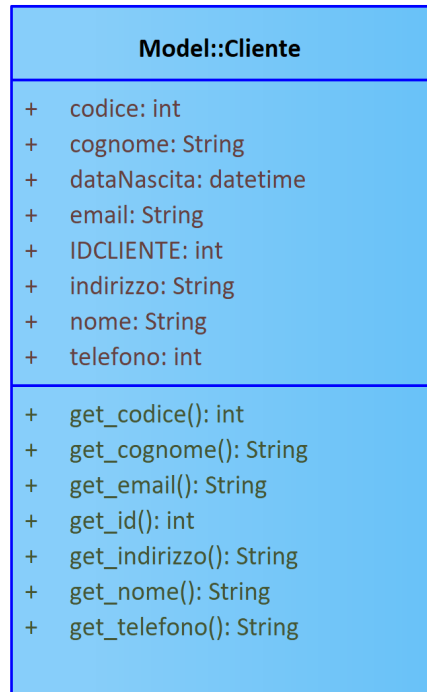 Model::Cliente
+ codice: int
+ cognome: String
+ dataNascita: datetime
+ email: String
+ IDCLIENTE: int
+ indirizzo: String
+ nome: String
+ telefono: int
+ get_codice(): int
+ get_cognome(): String
+ get_email(): String
+ get_id(): int
+ get_indirizzo(): String
+ get_nome(): String
+ get_telefono(): String